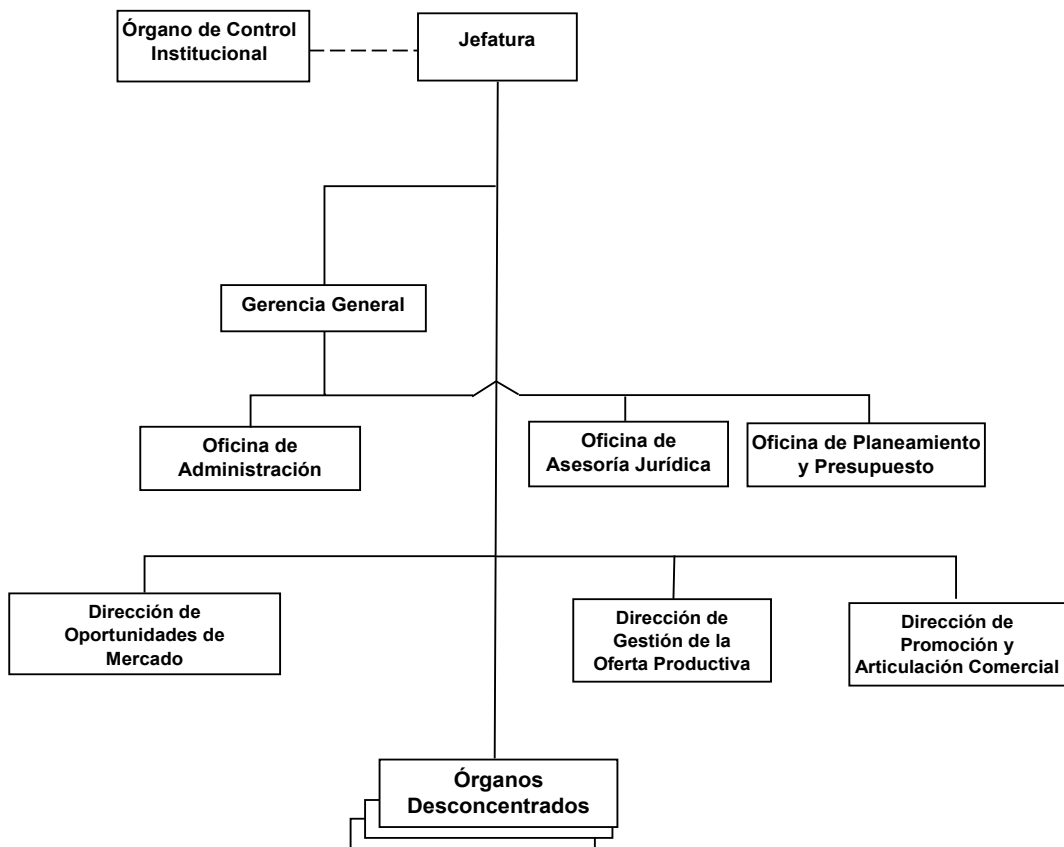 Órgano de Control
Institucional
Jefatura
Gerencia General
Oficina de
Administración
Oficina de
Asesoría Jurídica
Oficina de Planeamiento
y Presupuesto
Dirección de
Oportunidades de
Mercado
Dirección de
Gestión de la
Oferta Productiva
Dirección de
Promoción y
Articulación Comercial
Órganos
Desconcentrados